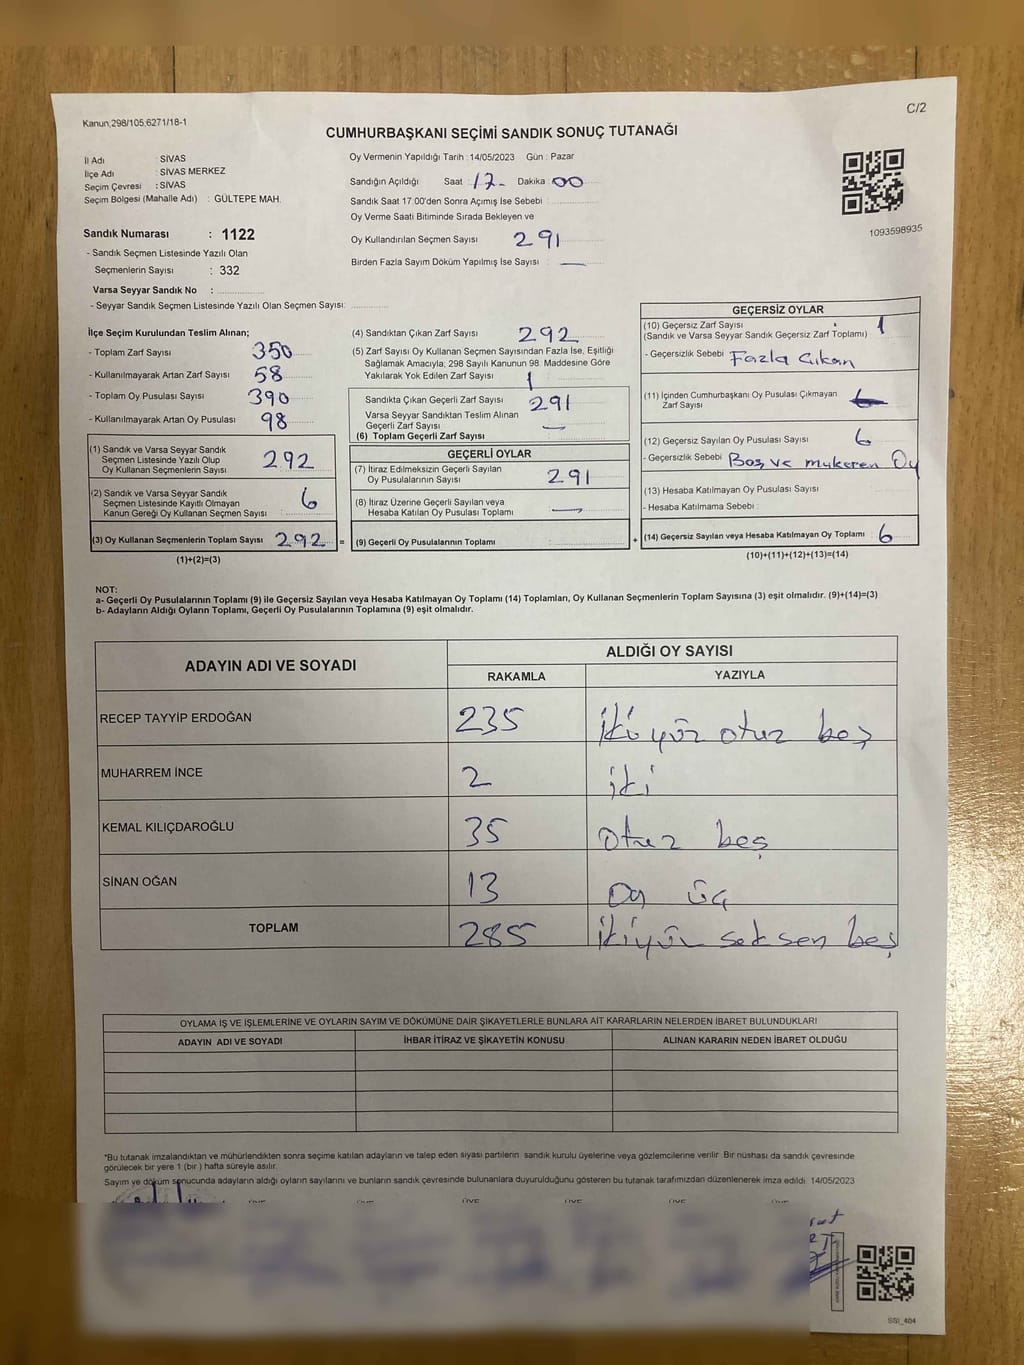 Kanun;298/105,6271/18-1
C/2
CUMHURBAŞKANI SEÇİMİ SANDIK SONUÇ TUTANAĞI
İl Adı : SİVAS
İlçe Adı : SİVAS MERKEZ
Seçim Çevresi : SİVAS
Seçim Bölgesi (Mahalle Adı) : GÜLTEPE MAH.
Sandık Numarası : 1122
- Sandık Seçmen Listesinde Yazılı Olan
Seçmenlerin Sayısı : 332
Varsa Seyyar Sandık No :
- Seyyar Sandık Seçmen Listesinde Yazılı Olan Seçmen Sayısı:
Oy Vermenin Yapıldığı Tarih : 14/05/2023 Gün : Pazar
Sandığın Açıldığı Saat : 17- Dakika : 00
Sandık Saat 17:00'den Sonra Açımış İse Sebebi :
Oy Verme Saati Bitiminde Sırada Bekleyen ve
Oy Kullandırılan Seçmen Sayısı 291
Birden Fazla Sayım Döküm Yapılmış İse Sayısı : —
1093598935
İlçe Seçim Kurulundan Teslim Alınan;
- Toplam Zarf Sayısı 350
- Kullanılmayarak Artan Zarf Sayısı 58
- Toplam Oy Pusulası Sayısı 390
- Kullanılmayarak Artan Oy Pusulası 98
(1) Sandık ve Varsa Seyyar Sandık
Seçmen Listesinde Yazılı Olup
Oy Kullanan Seçmenlerin Sayısı 292
(2) Sandık ve Varsa Seyyar Sandık
Seçmen Listesinde Kayıtlı Olmayan
Kanun Gereği Oy Kullanan Seçmen Sayısı : 6
(3) Oy Kullanan Seçmenlerin Toplam Sayısı 292 =
(1)+(2)=(3)
(4) Sandıktan Çıkan Zarf Sayısı 292
(5) Zarf Sayısı Oy Kullanan Seçmen Sayısından Fazla İse, Eşitliği
Sağlamak Amacıyla; 298 Sayılı Kanunun 98. Maddesine Göre
Yakılarak Yok Edilen Zarf Sayısı 1
Sandıkta Çıkan Geçerli Zarf Sayısı 291
Varsa Seyyar Sandıktan Teslim Alınan
Geçerli Zarf Sayısı —
(6) Toplam Geçerli Zarf Sayısı
GEÇERLİ OYLAR
(7) İtiraz Edilmeksizin Geçerli Sayılan
Oy Pusulalarının Sayısı 291
(8) İtiraz Üzerine Geçerli Sayılan veya
Hesaba Katılan Oy Pusulası Toplamı —
(9) Geçerli Oy Pusulalarının Toplamı +
GEÇERSİZ OYLAR
(10) Geçersiz Zarf Sayısı : 1
(Sandık ve Varsa Seyyar Sandık Geçersiz Zarf Toplamı)
- Geçersizlik Sebebi : Fazla çıkan
(11) İçinden Cumhurbaşkanı Oy Pusulası Çıkmayan
Zarf Sayısı
(12) Geçersiz Sayılan Oy Pusulası Sayısı 6
- Geçersizlik Sebebi : Boş ve mükeren Oy
(13) Hesaba Katılmayan Oy Pusulası Sayısı
- Hesaba Katılmama Sebebi :
(14) Geçersiz Sayılan veya Hesaba Katılmayan Oy Toplamı : 6
(10)+(11)+(12)+(13)=(14)
NOT:
a- Geçerli Oy Pusulalarının Toplamı (9) ile Geçersiz Sayılan veya Hesaba Katılmayan Oy Toplamı (14) Toplamları, Oy Kullanan Seçmenlerin Toplam Sayısına (3) eşit olmalıdır. (9)+(14)=(3)
b- Adayların Aldığı Oyların Toplamı, Geçerli Oy Pusulalarının Toplamına (9) eşit olmalıdır.
ADAYIN ADI VE SOYADI ALDIĞI OY SAYISI
RAKAMLA YAZIYLA
RECEP TAYYİP ERDOĞAN 235 ikiyüz otuz beş
MUHARREM İNCE 2 iki
KEMAL KILIÇDAROĞLU 35 otuz beş
SİNAN OĞAN 13 on üç
TOPLAM 285 ikiyüz seksen beş
OYLAMA İŞ VE İŞLEMLERİNE VE OYLARIN SAYIM VE DÖKÜMÜNE DAİR ŞİKAYETLERLE BUNLARA AİT KARARLARIN NELERDEN İBARET BULUNDUKLARI
ADAYIN ADI VE SOYADI İHBAR İTİRAZ VE ŞİKAYETİN KONUSU ALINAN KARARIN NEDEN İBARET OLDUĞU
*Bu tutanak imzalandıktan ve mühürlendikten sonra seçime katılan adayların ve talep eden siyasi partilerin sandık kurulu üyelerine veya gözlemcilerine verilir. Bir nüshası da sandık çevresinde
görülecek bir yere 1 (bir) hafta süreyle asılır.
Sayım ve döküm sonucunda adayların aldığı oyların sayılarını ve bunların sandık çevresinde bulunanlara duyurulduğunu gösteren bu tutanak tarafımızdan düzenlenerek imza edildi. 14/05/2023
ÜYE ÜYE ÜYE ÜYE ÜYE ÜYE
SSI_404